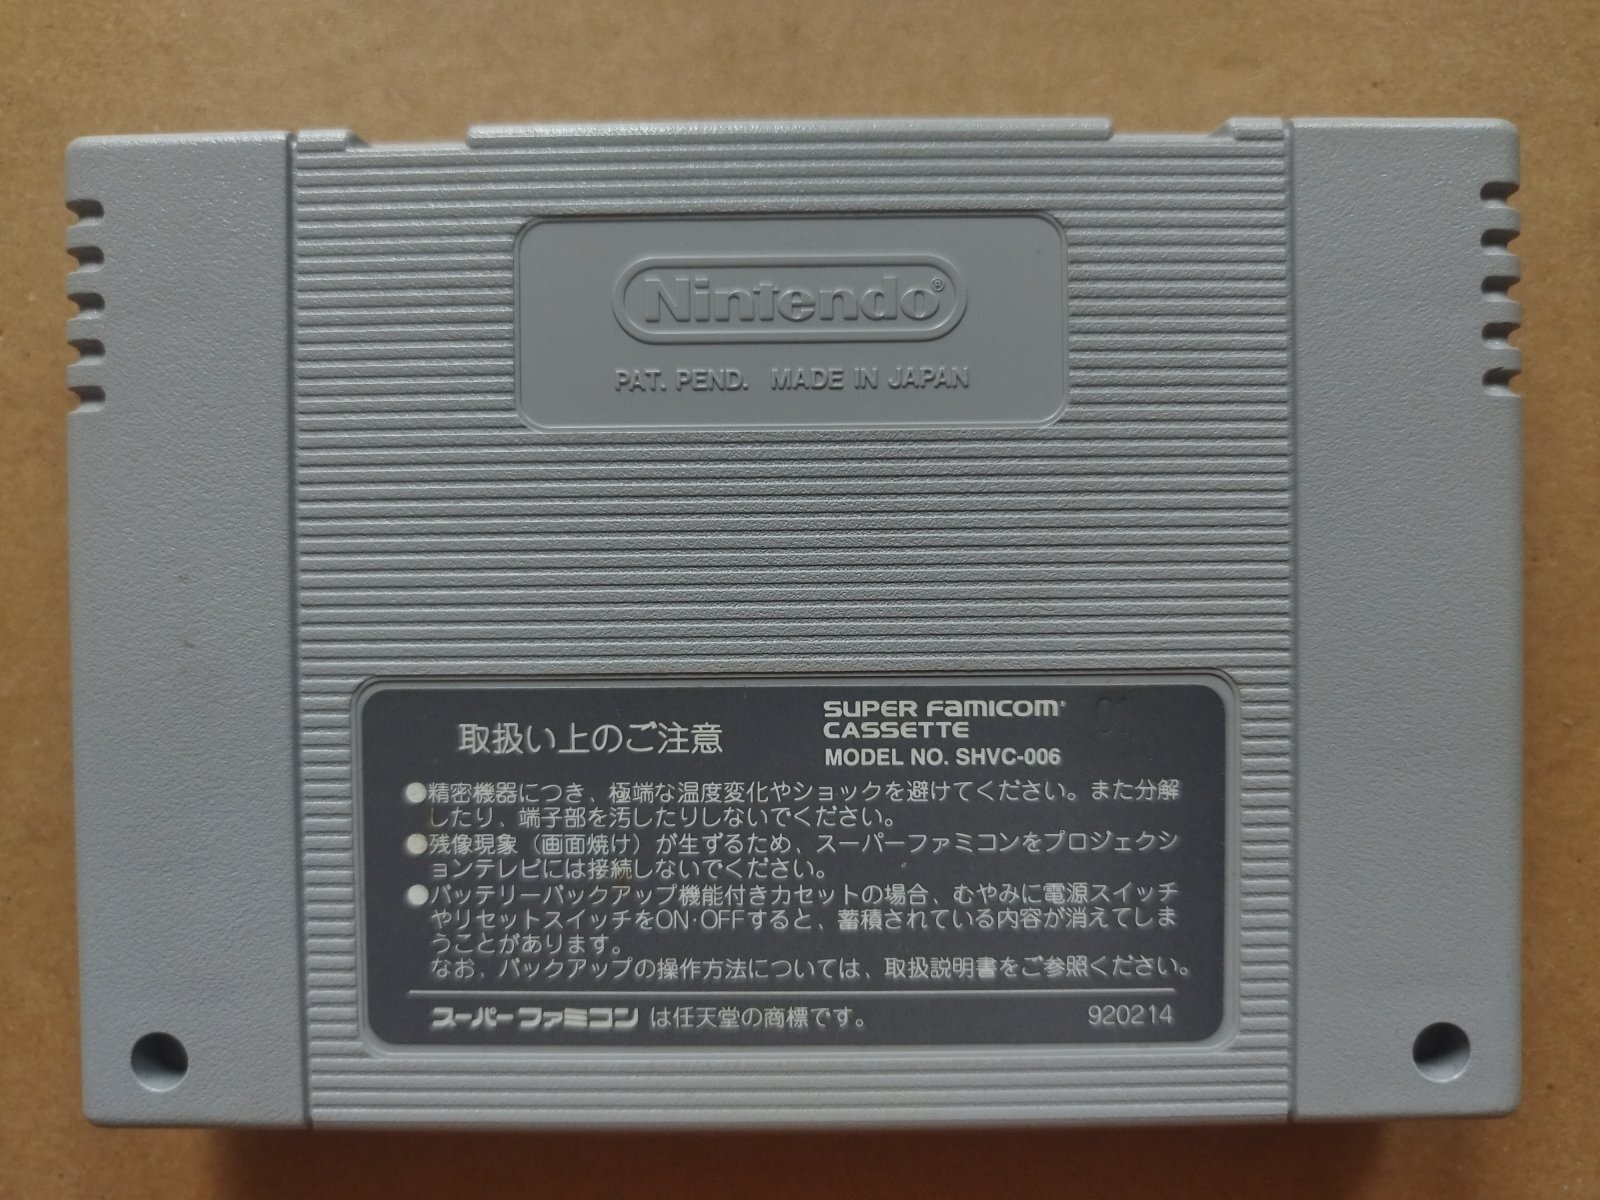 Nintendo®
PAT. PEND. MADE IN JAPAN
取扱い上のご注意
SUPER FAMICOM
CASSETTE
MODEL NO. SHVC-006
●精密機器につき、極端な温度変化やショックを避けてください。また分解
したり、端子部を汚したりしないでください。
●残像現象（画面焼け）が生ずるため、スーパーファミコンをプロジェクシ
ョンテレビには接続しないでください。
●バッテリーバックアップ機能付きカセットの場合、むやみに電源スイッチ
やリセットスイッチをON·OFFすると、蓄積されている内容が消えてしま
うことがあります。
なお、バックアップの操作方法については、取扱説明書をご参照ください。
スーパーファミコン は任天堂の商標です。
920214